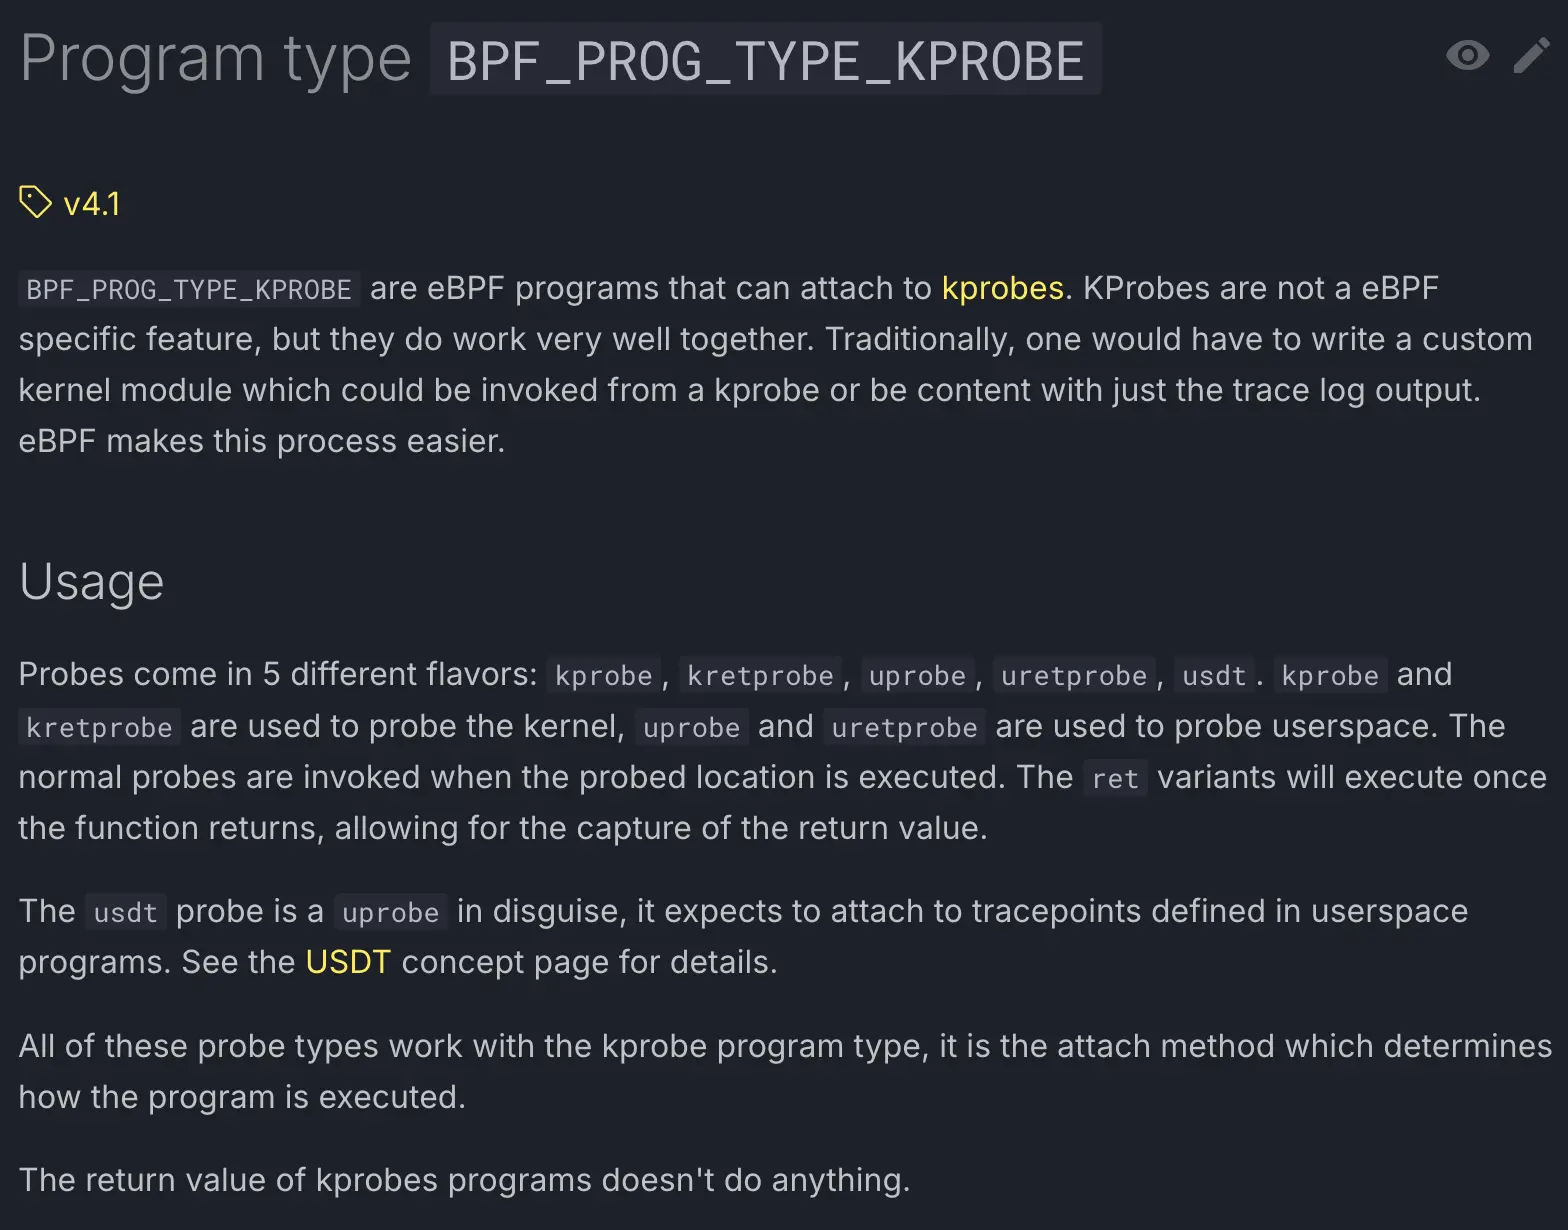 Program type BPF_PROG_TYPE_KPROBE
v4.1
BPF_PROG_TYPE_KPROBE are eBPF programs that can attach to kprobes. KProbes are not a eBPF
specific feature, but they do work very well together. Traditionally, one would have to write a custom
kernel module which could be invoked from a kprobe or be content with just the trace log output.
eBPF makes this process easier.
Usage
Probes come in 5 different flavors: kprobe, kretprobe, uprobe, uretprobe, usdt. kprobe and
kretprobe are used to probe the kernel, uprobe and uretprobe are used to probe userspace. The
normal probes are invoked when the probed location is executed. The ret variants will execute once
the function returns, allowing for the capture of the return value.
The usdt probe is a uprobe in disguise, it expects to attach to tracepoints defined in userspace
programs. See the USDT concept page for details.
All of these probe types work with the kprobe program type, it is the attach method which determines
how the program is executed.
The return value of kprobes programs doesn't do anything.